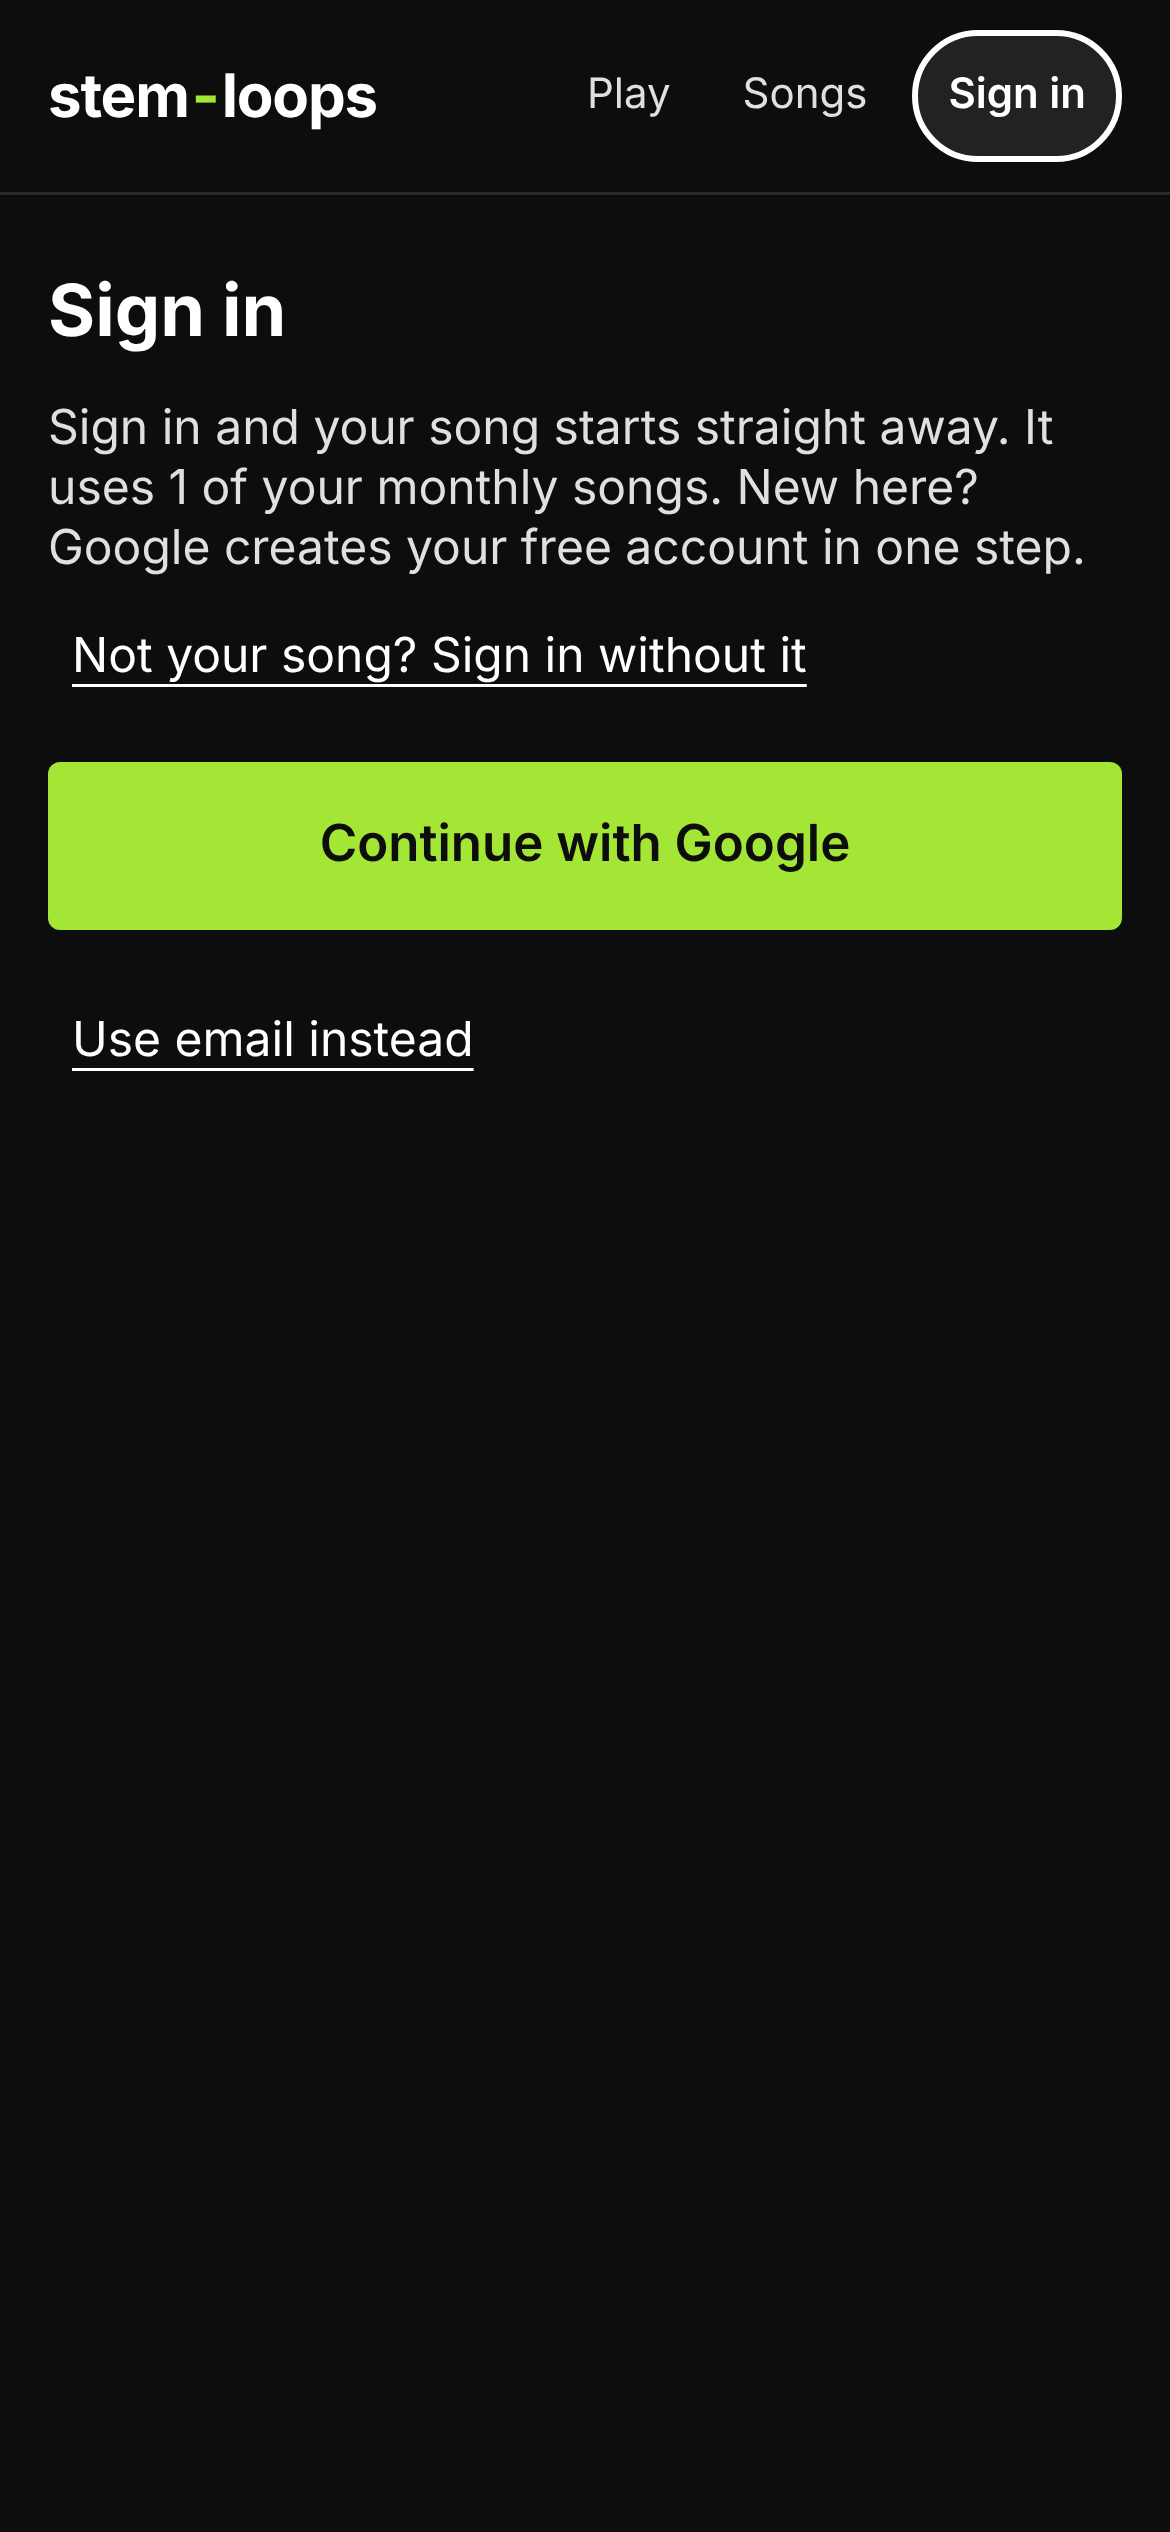 stem-loops
Play
Songs
Sign in
Sign in
Sign in and your song starts straight away. It
uses 1 of your monthly songs. New here?
Google creates your free account in one step.
Not your song? Sign in without it
Continue with Google
Use email instead